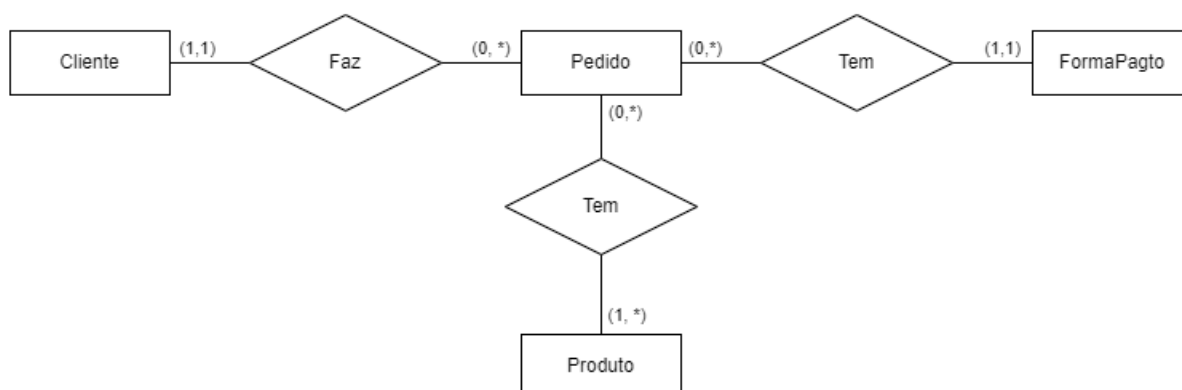 Cliente (1,1) Faz (0, *) Pedido (0,*) Tem (1,1) FormaPagto
(0,*)
Tem
(1, *)
Produto